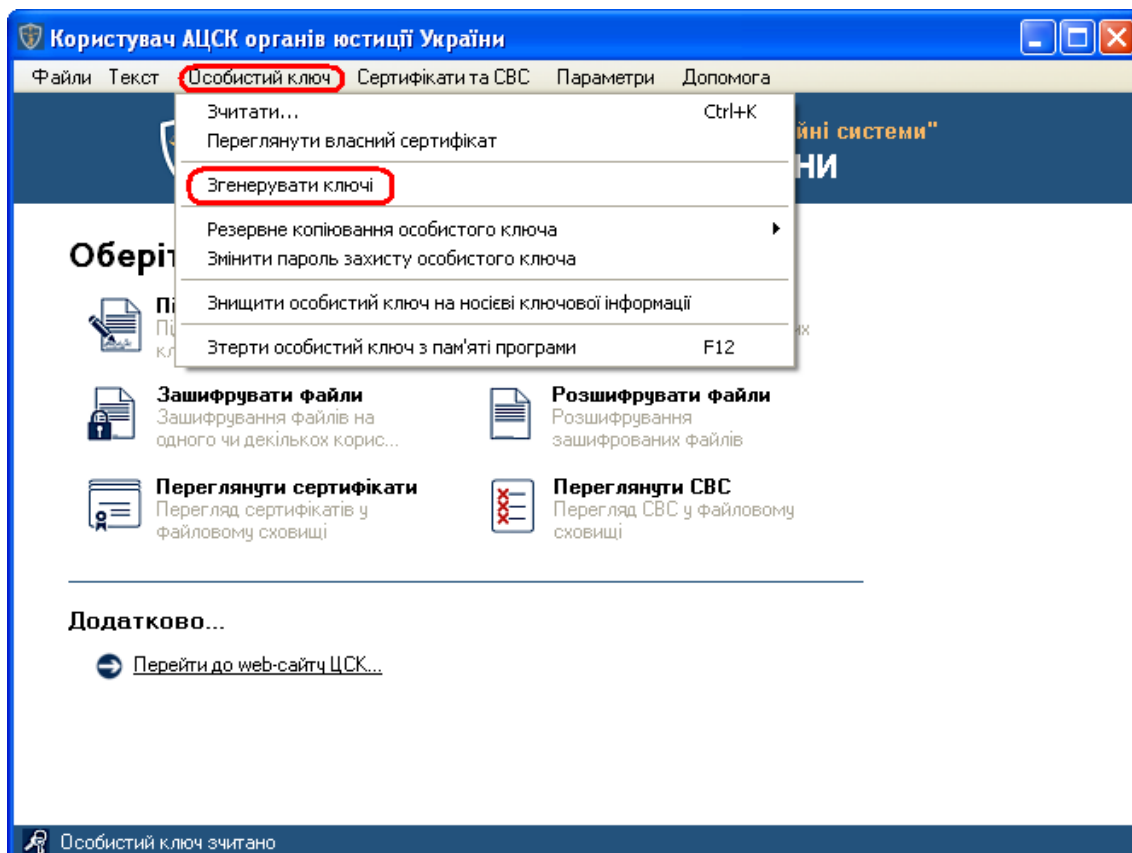 Користувач АЦСК органів юстиції України
Файли Текст Особистий ключ Сертифікати та СВС Параметри Допомога
Зчитати... Ctrl+K
Переглянути власний сертифікат
Згенерувати ключі
Резервне копіювання особистого ключа
Змінити пароль захисту особистого ключа
Знищити особистий ключ на носієві ключової інформації
Зтерти особистий ключ з пам'яті програми F12
системи"
Зашифрувати файли
Зашифрування файлів на
одного чи декількох корис...
Розшифрувати файли
Розшифрування
зашифрованих файлів
Переглянути сертифікати
Перегляд сертифікатів у
файловому сховищі
Переглянути СВС
Перегляд СВС у файловому
сховищі
Додатково...
Перейти до web-сайту ЦСК...
Особистий ключ зчитано